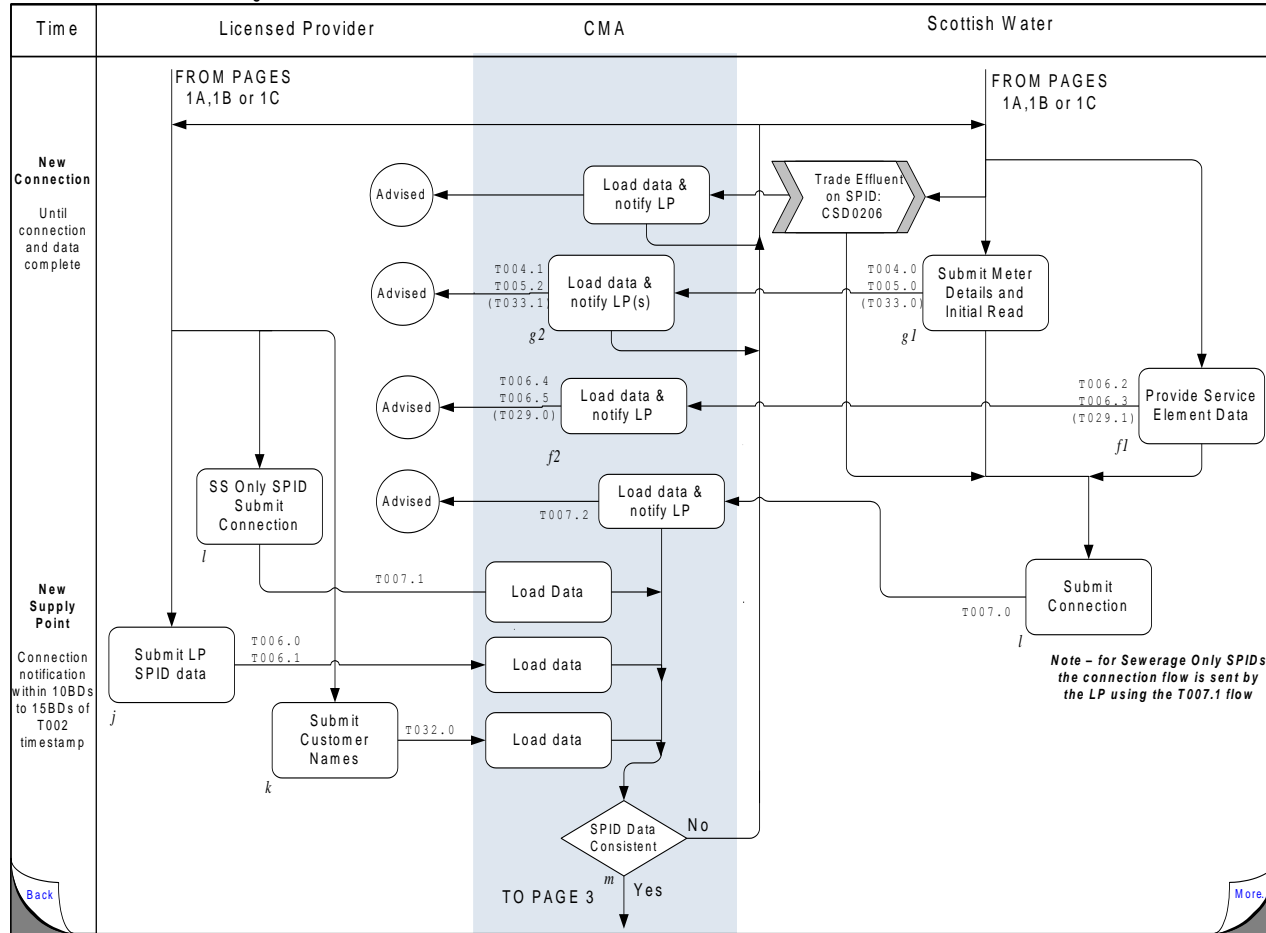 Time
Licensed Provider
CMA
Scottish Water
FROM PAGES
1A,1B or 1C
FROM PAGES
1A,1B or 1C
New
Connection
Until
connection
and data
complete
Advised
Load data &
notify LP
Trade Effluent
on SPID:
CSD0206
Advised
T004.1
T005.2
(T033.1)
Load data &
notify LP(s)
g2
T004.0
T005.0
(T033.0)
Submit Meter
Details and
Initial Read
g1
Advised
T006.4
T006.5
(T029.0)
Load data &
notify LP
f2
T006.2
T006.3
(T029.1)
Provide Service
Element Data
f1
SS Only SPID
Submit
Connection
l
Advised
T007.2
Load data &
notify LP
T007.1
Load Data
Submit
Connection
T007.0
l
New
Supply
Point
Connection
notification
within 10BDs
to 15BDs of
T002
timestamp
Submit LP
SPID data
j
T006.0
T006.1
Load data
Note – for Sewerage Only SPIDs
the connection flow is sent by
the LP using the T007.1 flow
Submit
Customer
Names
k
T032.0
Load data
SPID Data
Consistent
No
m
Yes
TO PAGE 3
Back
More..